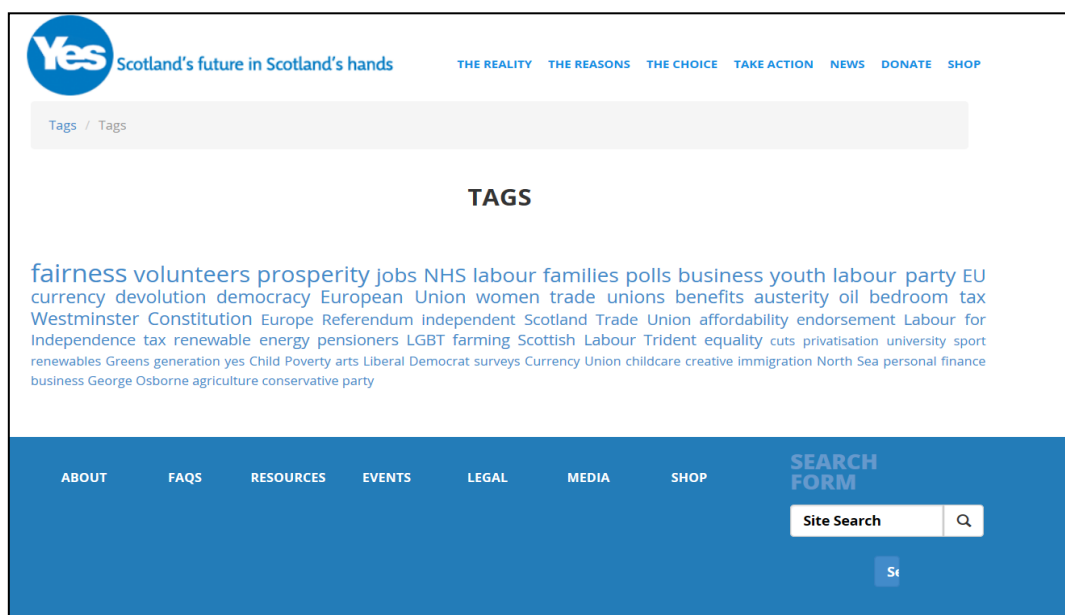 Yes Scotland's future in Scotland's hands
THE REALITY THE REASONS THE CHOICE TAKE ACTION NEWS DONATE SHOP
Tags / Tags
TAGS
fairness volunteers prosperity jobs NHS labour families polls business youth labour party EU
currency devolution democracy European Union women trade unions benefits austerity oil bedroom tax
Westminster Constitution Europe Referendum independent Scotland Trade Union affordability endorsement Labour for
Independence tax renewable energy pensioners LGBT farming Scottish Labour Trident equality cuts privatisation university sport
renewables Greens generation yes Child Poverty arts Liberal Democrat surveys Currency Union childcare creative immigration North Sea personal finance
business George Osborne agriculture conservative party
ABOUT FAQS RESOURCES EVENTS LEGAL MEDIA SHOP
SEARCH
FORM
Site Search
Se